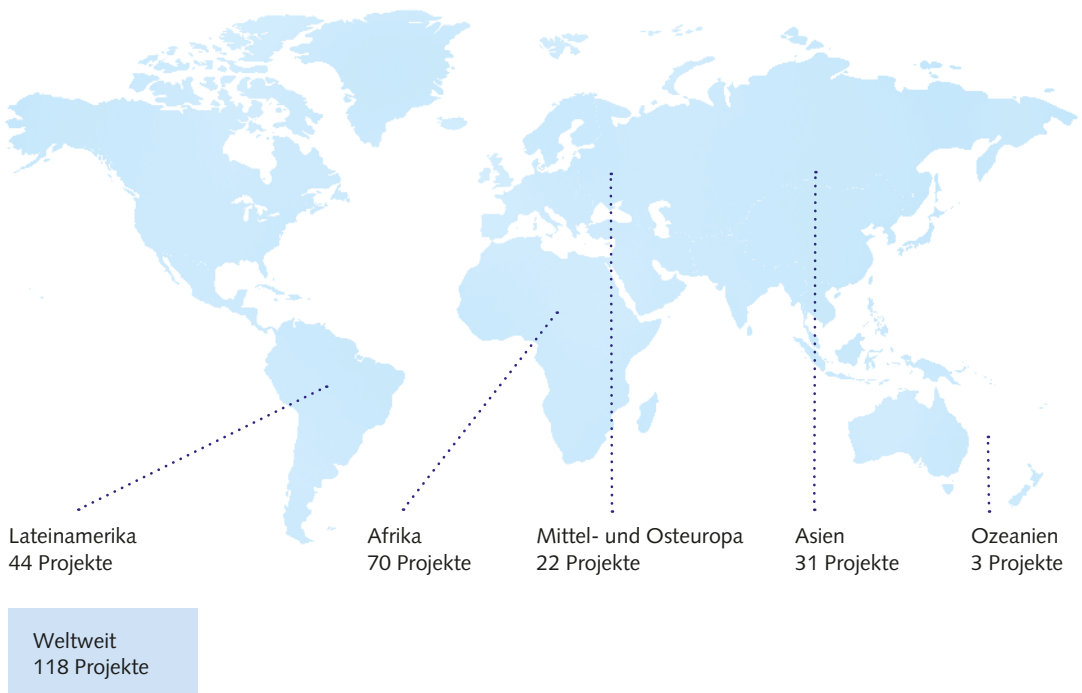 Lateinamerika
44 Projekte
Afrika
70 Projekte
Mittel- und Osteuropa
22 Projekte
Asien
31 Projekte
Ozeanien
3 Projekte
Weltweit
118 Projekte